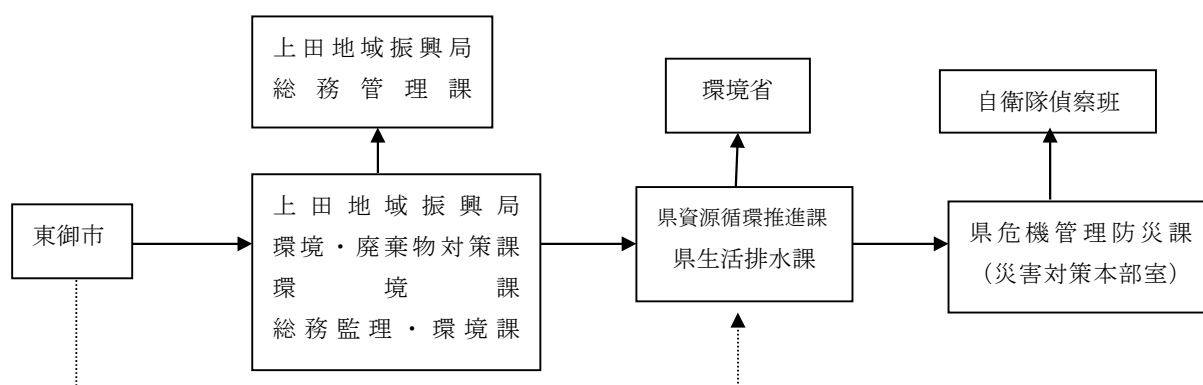 上田地域振興局
総務管理課
環境省
自衛隊偵察班
東御市
上田地域振興局
環境・廃棄物対策課
環境課
総務監理・環境課
県資源循環推進課
県生活排水課
県危機管理防災課
（災害対策本部室）